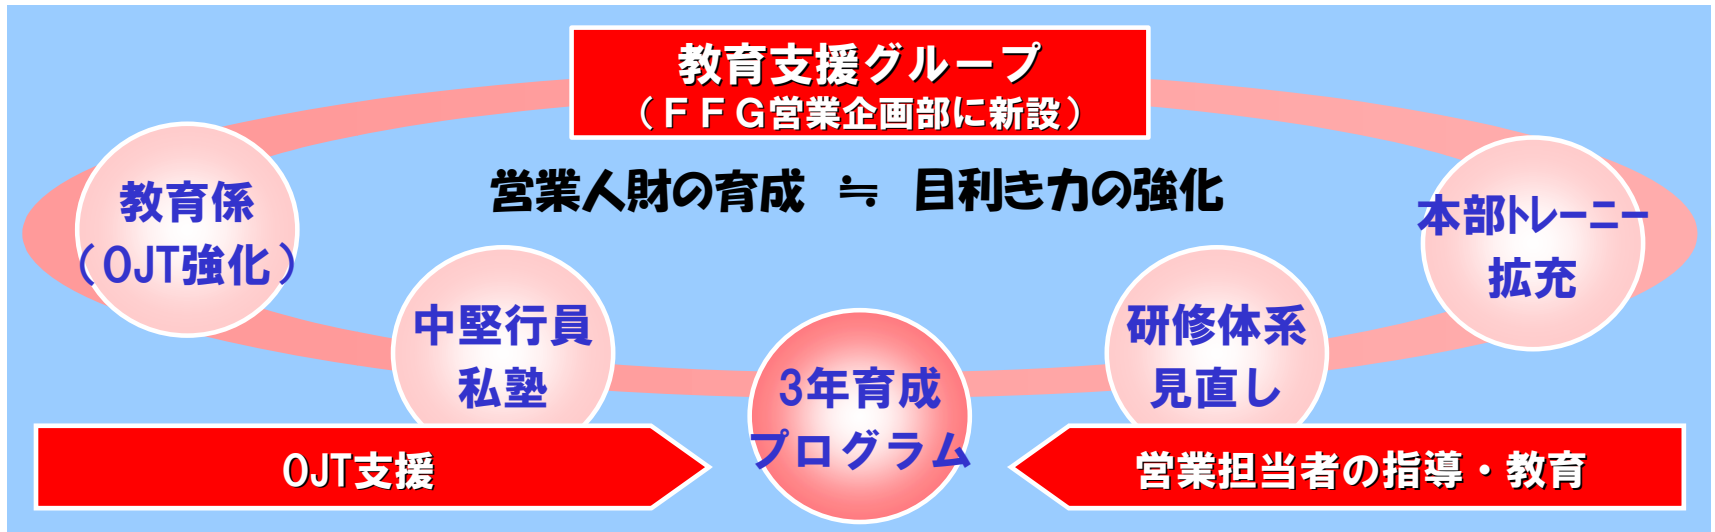 教育支援グループ
（ＦＦＧ営業企画部に新設）
営業人財の育成 ≒ 目利き力の強化
教育係
（OJT強化）
中堅行員
私塾
3年育成
プログラム
研修体系
見直し
本部トレーニー
拡充
OJT支援
営業担当者の指導・教育